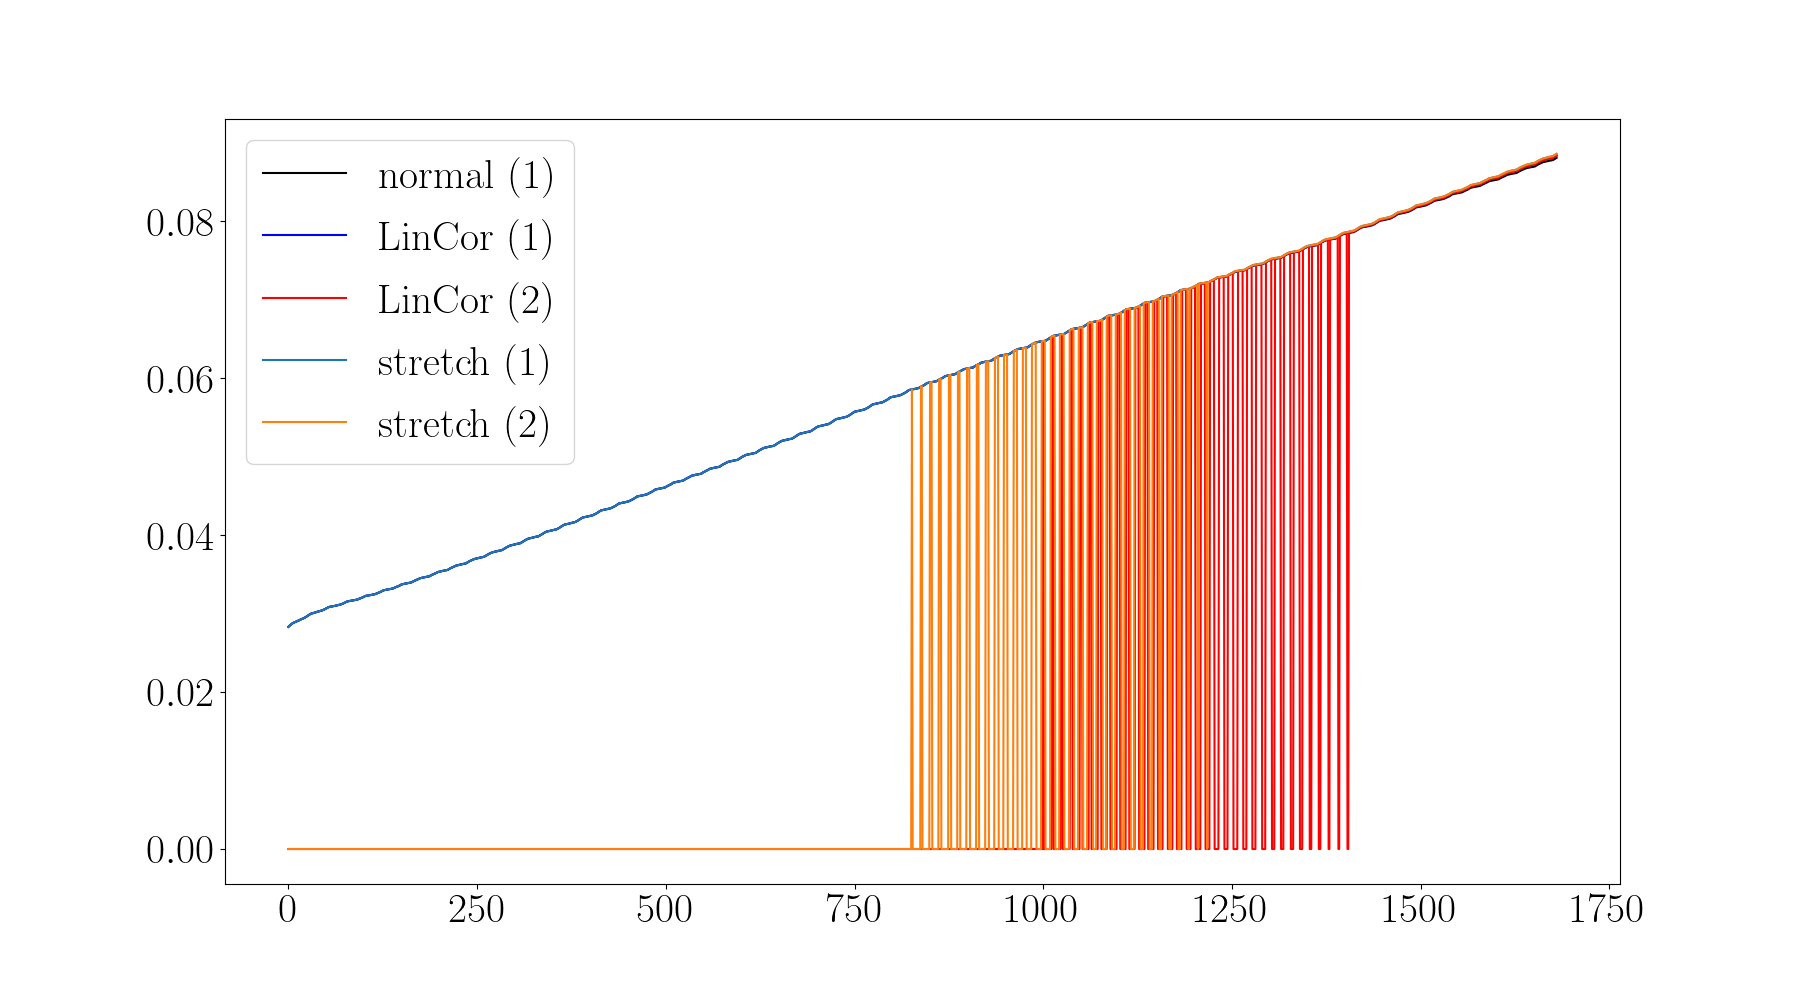 normal (1)
LinCor (1)
LinCor (2)
stretch (1)
stretch (2)
0.08
0.06
0.04
0.02
0.00
0 250 500 750 1000 1250 1500 1750